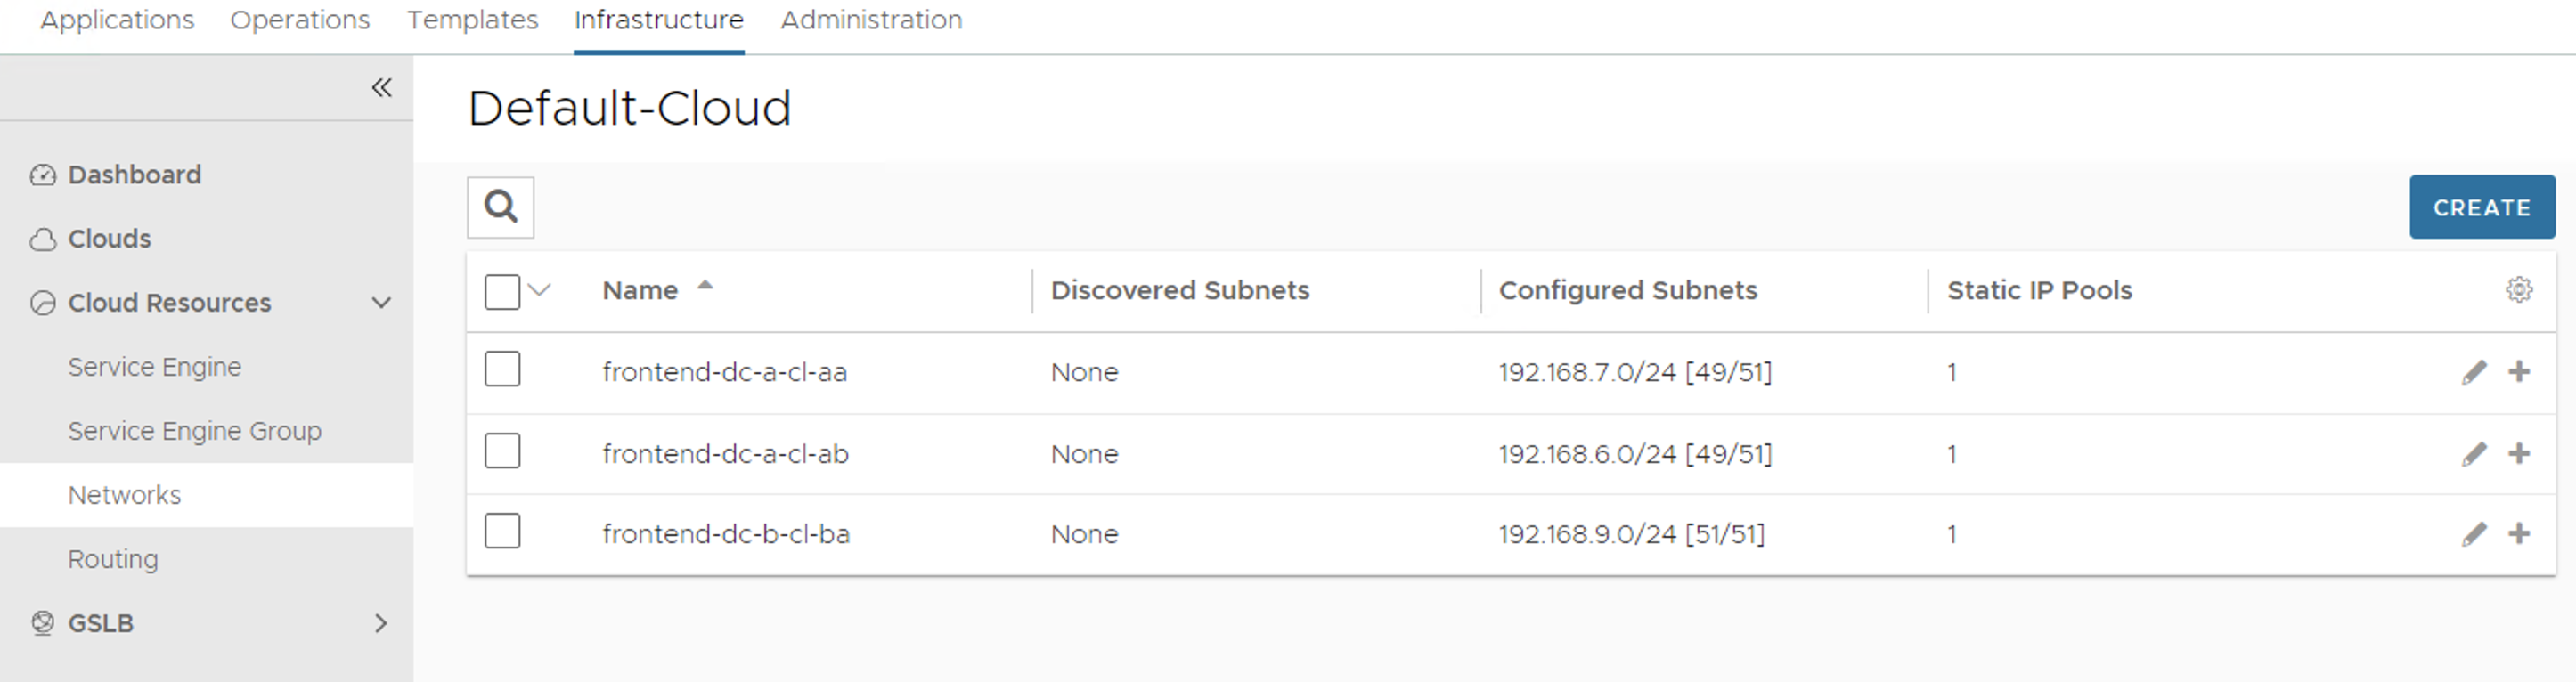 Applications Operations Templates Infrastructure Administration
Default-Cloud
Dashboard
Clouds
Cloud Resources
Service Engine
Service Engine Group
Networks
Routing
GSLB
CREATE
Name Discovered Subnets Configured Subnets Static IP Pools
frontend-dc-a-cl-aa None 192.168.7.0/24 [49/51] 1
frontend-dc-a-cl-ab None 192.168.6.0/24 [49/51] 1
frontend-dc-b-cl-ba None 192.168.9.0/24 [51/51] 1